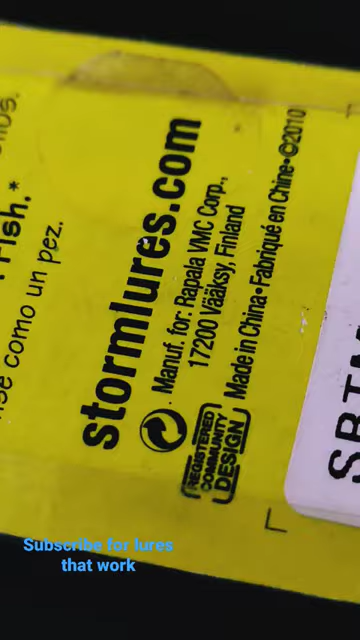 Fish.*
como un pez.
stormlures.com
Manuf. for: Rapala VMC Corp.,
17200 Vääksy, Finland
Made in China•Fabriqué en Chine•©2010
REGISTERED
COMMUNITY
DESIGN
Subscribe for lures
that work